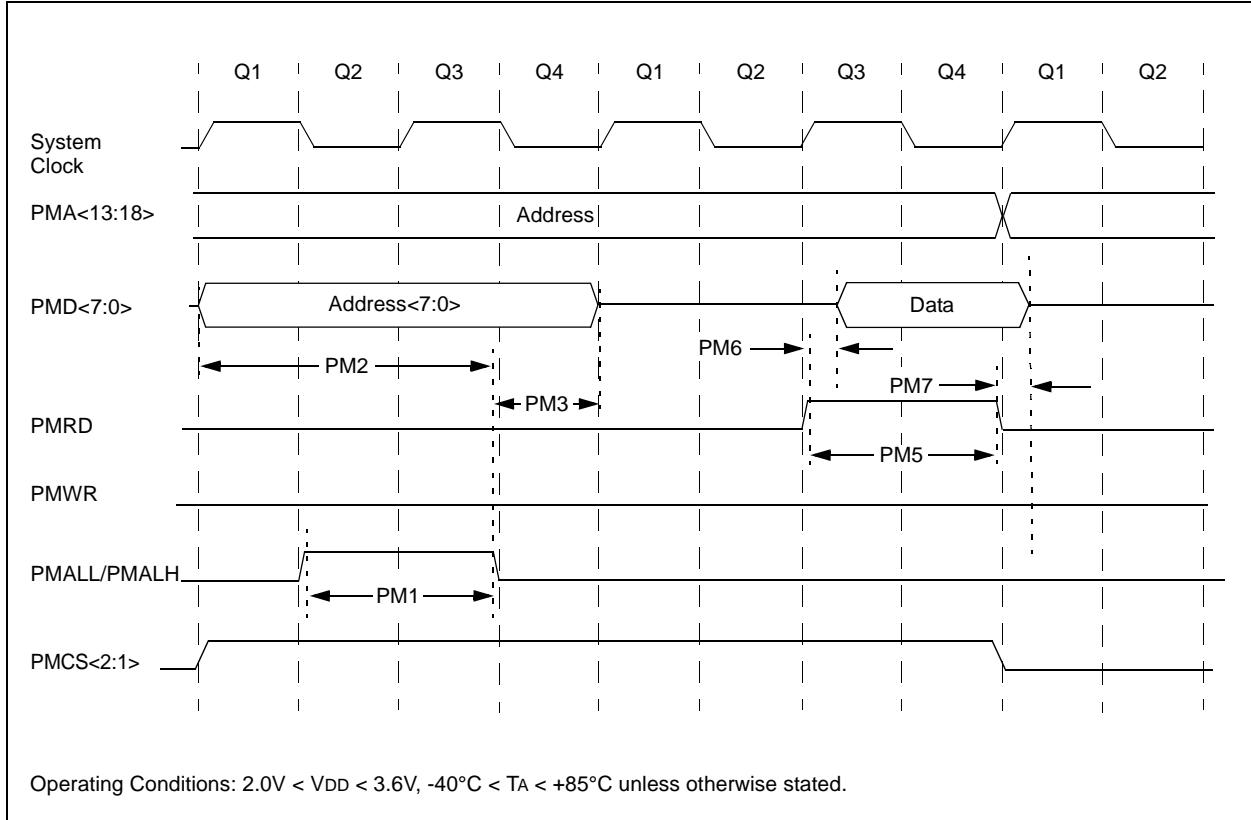 Q1 Q2 Q3 Q4 Q1 Q2 Q3 Q4 Q1 Q2
System
Clock
PMA<13:18>
Address
PMD<7:0>
Address<7:0>
Data
PM2
PM6
PM7
PM3
PMRD
PM5
PMWR
PMALL/PMALH
PM1
PMCS<2:1>
Operating Conditions: 2.0V < VDD < 3.6V, -40°C < TA < +85°C unless otherwise stated.